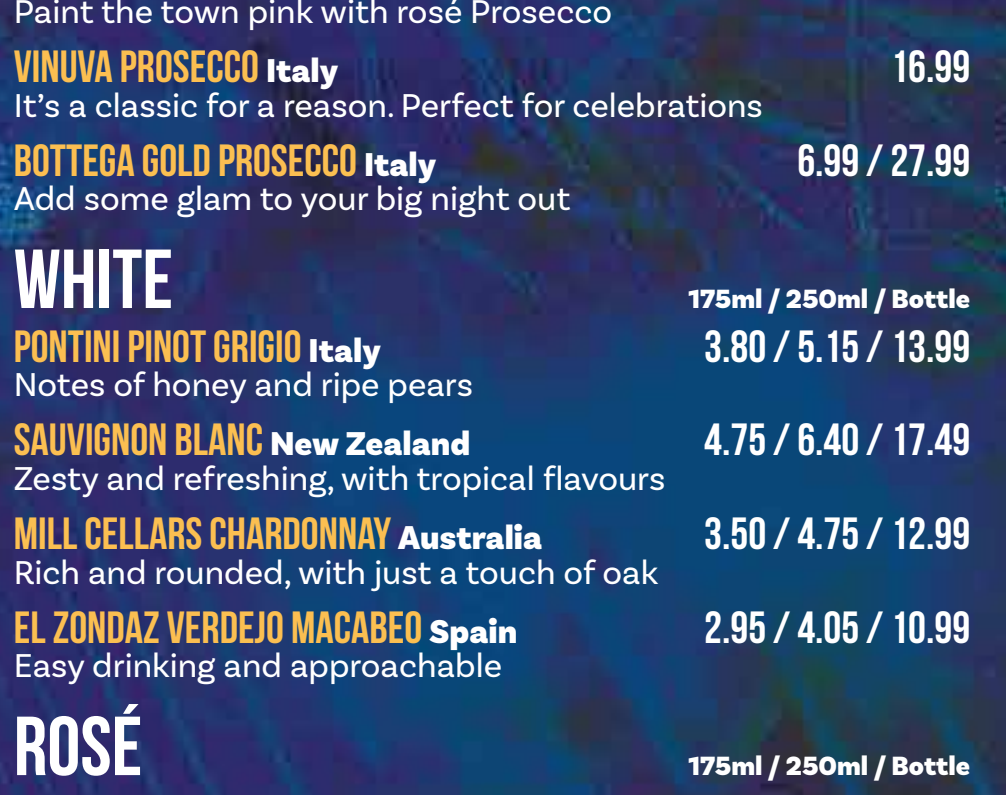 Paint the town pink with rosé Prosecco
VINUVA PROSECCO Italy 16.99
It's a classic for a reason. Perfect for celebrations
BOTTEGA GOLD PROSECCO Italy 6.99 / 27.99
Add some glam to your big night out
WHITE 175ml / 250ml / Bottle
PONTINI PINOT GRIGIO Italy 3.80 / 5.15 / 13.99
Notes of honey and ripe pears
SAUVIGNON BLANC New Zealand 4.75 / 6.40 / 17.49
Zesty and refreshing, with tropical flavours
MILL CELLARS CHARDONNAY Australia 3.50 / 4.75 / 12.99
Rich and rounded, with just a touch of oak
EL ZONDAZ VERDEJO MACABEO Spain 2.95 / 4.05 / 10.99
Easy drinking and approachable
ROSÉ 175ml / 250ml / Bottle